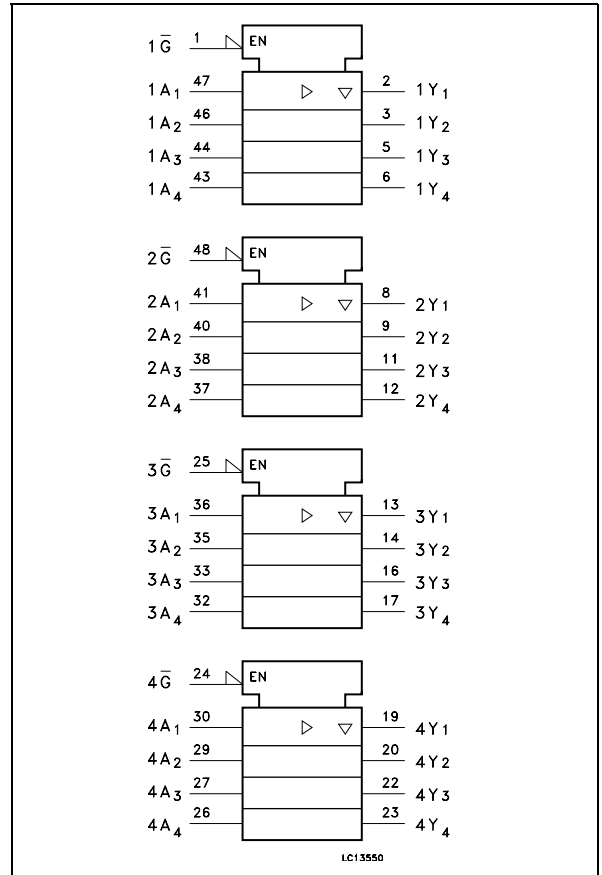 1G̅ 1 EN
1A1 47 2 1Y1
1A2 46 3 1Y2
1A3 44 5 1Y3
1A4 43 6 1Y4
2G̅ 48 EN
2A1 41 8 2Y1
2A2 40 9 2Y2
2A3 38 11 2Y3
2A4 37 12 2Y4
3G̅ 25 EN
3A1 36 13 3Y1
3A2 35 14 3Y2
3A3 33 16 3Y3
3A4 32 17 3Y4
4G̅ 24 EN
4A1 30 19 4Y1
4A2 29 20 4Y2
4A3 27 22 4Y3
4A4 26 23 4Y4
LC13550